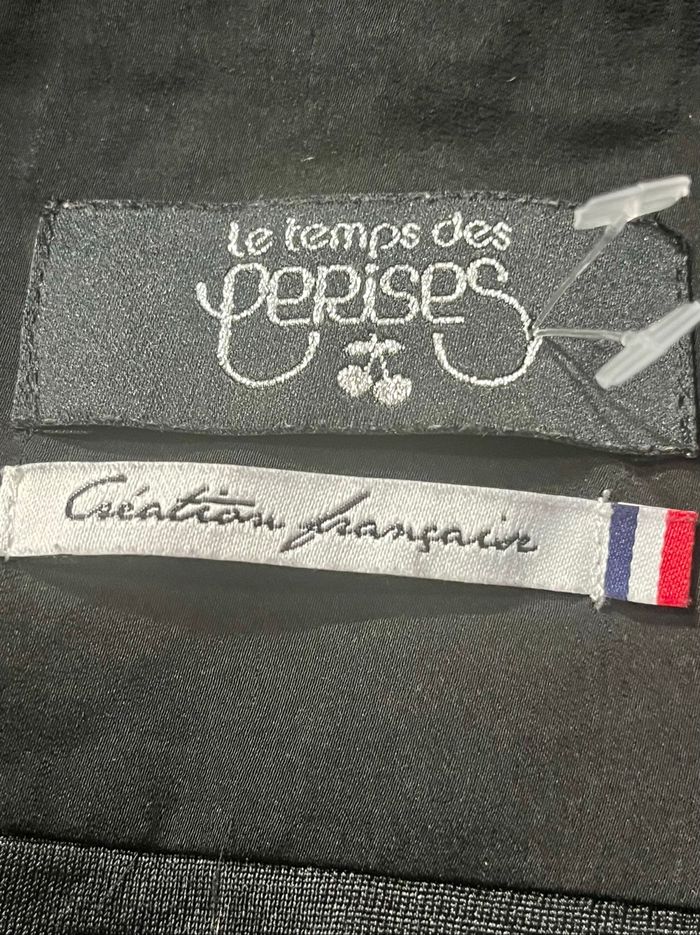 le temps des
cerises
Création française